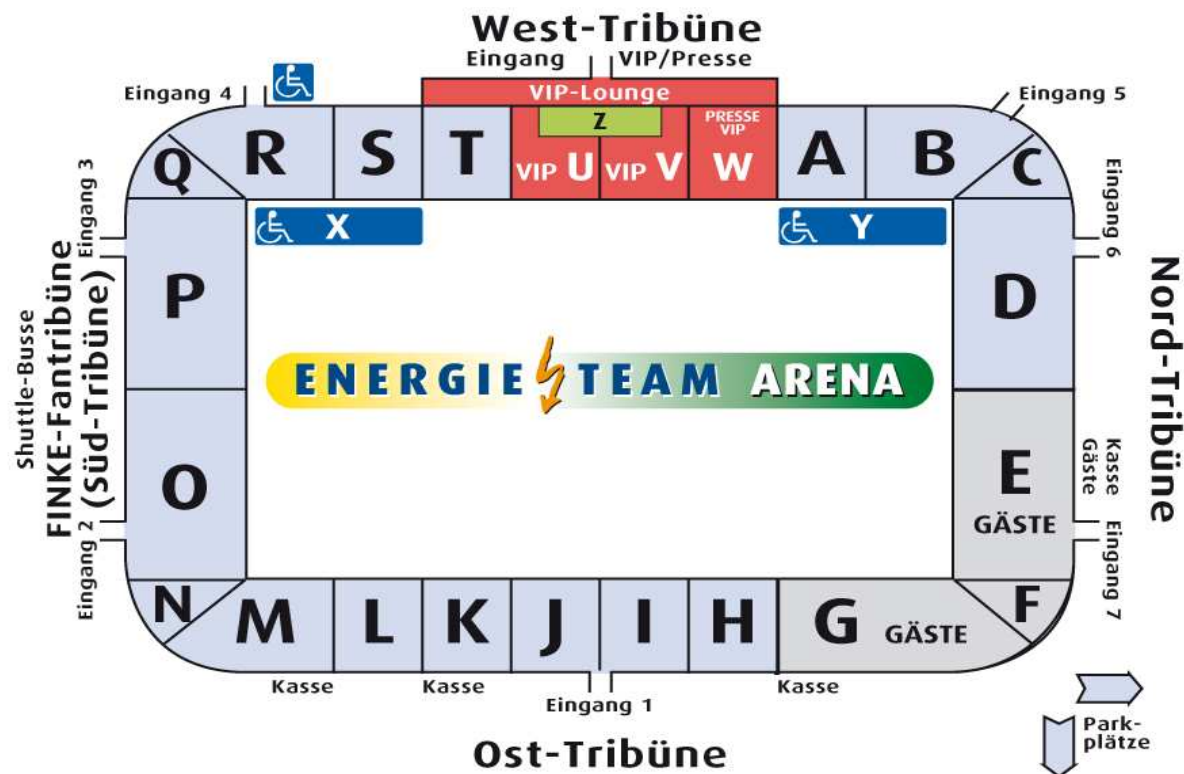 West-Tribüne
Eingang VIP/Presse
Eingang 4
VIP-Lounge
Eingang 5
Z
PRESSE
VIP
Q R S T VIP U VIP V W A B C
Eingang 3
Eingang 6
X Y
P D
Shuttle-Busse
FINKE-Fantribüne
(Süd-Tribüne)
Nord-Tribüne
ENERGIE TEAM ARENA
O E
GÄSTE
Kasse
Gäste
Eingang 2
Eingang 7
N M L K J I H G GÄSTE F
Kasse Kasse Eingang 1 Kasse
Ost-Tribüne
Park-
plätze